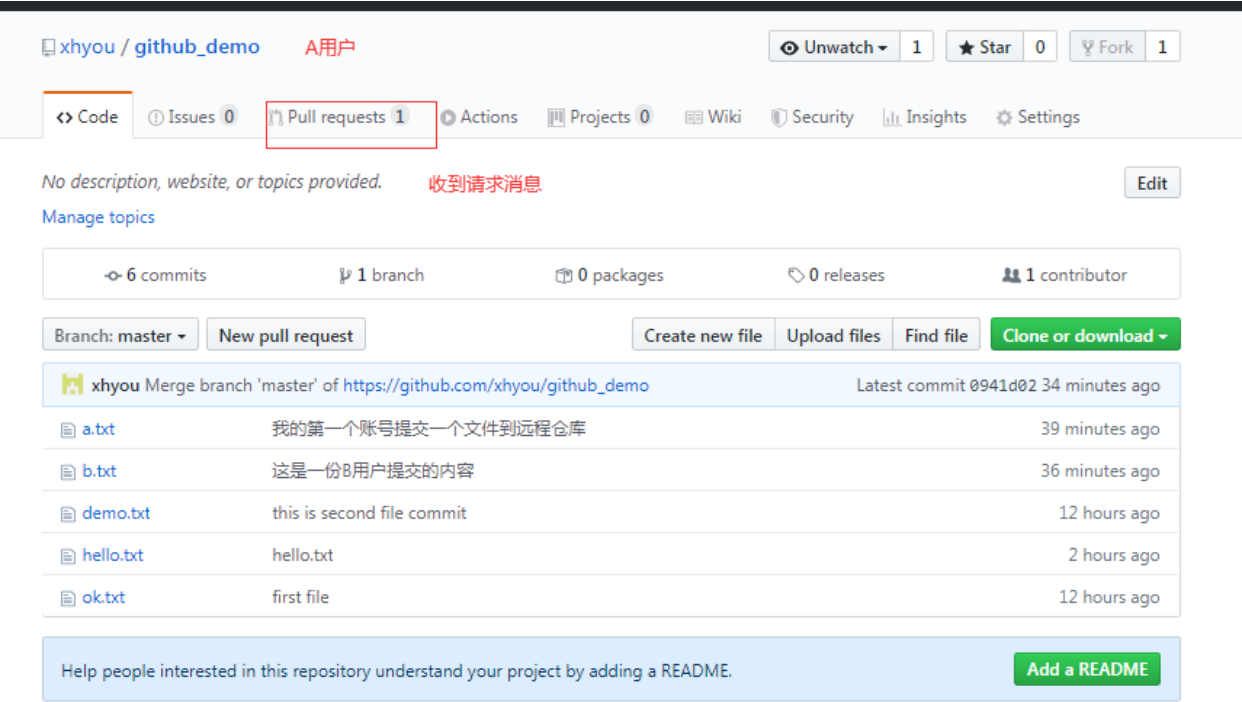 xhyou / github_demo A用户 Unwatch 1 Star 0 Fork 1
Code Issues 0 Pull requests 1 Actions Projects 0 Wiki Security Insights Settings
No description, website, or topics provided. 收到请求消息 Edit
Manage topics
6 commits 1 branch 0 packages 0 releases 1 contributor
Branch: master New pull request Create new file Upload files Find file Clone or download
xhyou Merge branch 'master' of https://github.com/xhyou/github_demo Latest commit 0941d02 34 minutes ago
a.txt 我的第一个账号提交一个文件到远程仓库 39 minutes ago
b.txt 这是一份B用户提交的内容 36 minutes ago
demo.txt this is second file commit 12 hours ago
hello.txt hello.txt 2 hours ago
ok.txt first file 12 hours ago
Help people interested in this repository understand your project by adding a README. Add a README